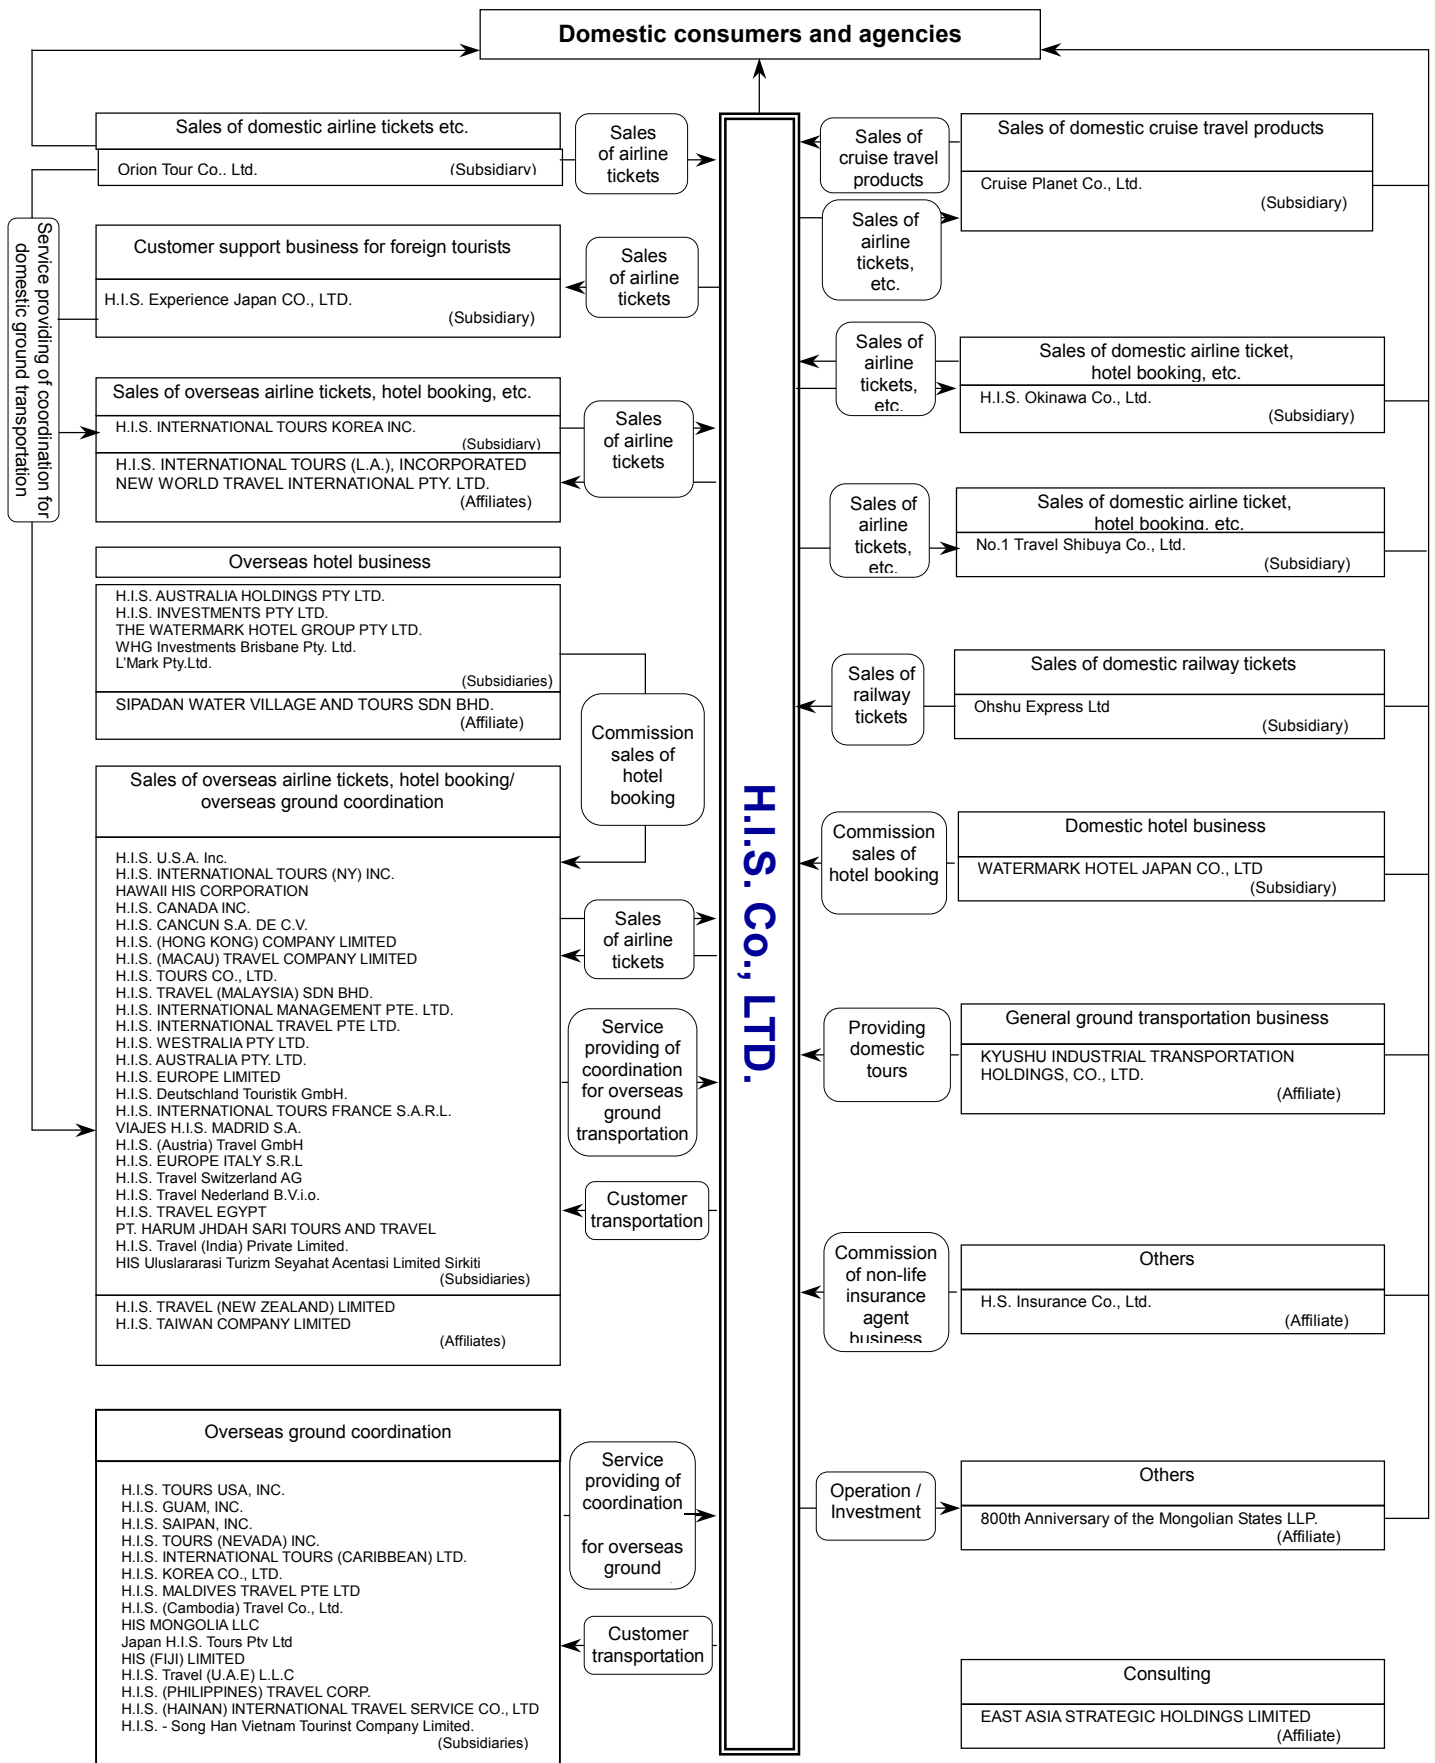 Domestic consumers and agencies
Sales of domestic airline tickets etc.
Orion Tour Co., Ltd. (Subsidiary)
Sales
of airline
tickets
Service providing of coordination for
domestic ground transportation
Customer support business for foreign tourists
H.I.S. Experience Japan CO., LTD.
(Subsidiary)
Sales
of airline
tickets
Sales of overseas airline tickets, hotel booking, etc.
H.I.S. INTERNATIONAL TOURS KOREA INC.
(Subsidiary)
H.I.S. INTERNATIONAL TOURS (L.A.), INCORPORATED
NEW WORLD TRAVEL INTERNATIONAL PTY. LTD.
(Affiliates)
Sales
of airline
tickets
Overseas hotel business
H.I.S. AUSTRALIA HOLDINGS PTY LTD.
H.I.S. INVESTMENTS PTY LTD.
THE WATERMARK HOTEL GROUP PTY LTD.
WHG Investments Brisbane Pty. Ltd.
L'Mark Pty.Ltd.
(Subsidiaries)
SIPADAN WATER VILLAGE AND TOURS SDN BHD.
(Affiliate)
Commission
sales of
hotel
booking
Sales of overseas airline tickets, hotel booking/
overseas ground coordination
H.I.S. U.S.A. Inc.
H.I.S. INTERNATIONAL TOURS (NY) INC.
HAWAII HIS CORPORATION
H.I.S. CANADA INC.
H.I.S. CANCUN S.A. DE C.V.
H.I.S. (HONG KONG) COMPANY LIMITED
H.I.S. (MACAU) TRAVEL COMPANY LIMITED
H.I.S. TOURS CO., LTD.
H.I.S. TRAVEL (MALAYSIA) SDN BHD.
H.I.S. INTERNATIONAL MANAGEMENT PTE. LTD.
H.I.S. INTERNATIONAL TRAVEL PTE LTD.
H.I.S. WESTRALIA PTY LTD.
H.I.S. AUSTRALIA PTY. LTD.
H.I.S. EUROPE LIMITED
H.I.S. Deutschland Touristik GmbH.
H.I.S. INTERNATIONAL TOURS FRANCE S.A.R.L.
VIAJES H.I.S. MADRID S.A.
H.I.S. (Austria) Travel GmbH
H.I.S. EUROPE ITALY S.R.L
H.I.S. Travel Switzerland AG
H.I.S. Travel Nederland B.V.i.o.
H.I.S. TRAVEL EGYPT
PT. HARUM JHDAH SARI TOURS AND TRAVEL
H.I.S. Travel (India) Private Limited.
HIS Uluslararasi Turizm Seyahat Acentasi Limited Sirkiti
(Subsidiaries)
H.I.S. TRAVEL (NEW ZEALAND) LIMITED
H.I.S. TAIWAN COMPANY LIMITED
(Affiliates)
Sales
of airline
tickets
Service
providing of
coordination
for overseas
ground
transportation
Customer
transportation
Overseas ground coordination
H.I.S. TOURS USA, INC.
H.I.S. GUAM, INC.
H.I.S. SAIPAN, INC.
H.I.S. TOURS (NEVADA) INC.
H.I.S. INTERNATIONAL TOURS (CARIBBEAN) LTD.
H.I.S. KOREA CO., LTD.
H.I.S. MALDIVES TRAVEL PTE LTD
H.I.S. (Cambodia) Travel Co., Ltd.
HIS MONGOLIA LLC
Japan H.I.S. Tours Pty Ltd
HIS (FIJI) LIMITED
H.I.S. Travel (U.A.E) L.L.C
H.I.S. (PHILIPPINES) TRAVEL CORP.
H.I.S. (HAINAN) INTERNATIONAL TRAVEL SERVICE CO., LTD
H.I.S. - Song Han Vietnam Tourinst Company Limited.
(Subsidiaries)
Service
providing of
coordination
for overseas
ground
Customer
transportation
H.I.S. Co., LTD.
Sales of
cruise travel
products
Sales of domestic cruise travel products
Cruise Planet Co., Ltd.
(Subsidiary)
Sales of
airline
tickets,
etc.
Sales of
airline
tickets,
etc.
Sales of domestic airline ticket,
hotel booking, etc.
H.I.S. Okinawa Co., Ltd.
(Subsidiary)
Sales of
airline
tickets,
etc.
Sales of domestic airline ticket,
hotel booking, etc.
No.1 Travel Shibuya Co., Ltd.
(Subsidiary)
Sales of
railway
tickets
Sales of domestic railway tickets
Ohshu Express Ltd
(Subsidiary)
Commission
sales of
hotel booking
Domestic hotel business
WATERMARK HOTEL JAPAN CO., LTD
(Subsidiary)
Providing
domestic
tours
General ground transportation business
KYUSHU INDUSTRIAL TRANSPORTATION
HOLDINGS, CO., LTD.
(Affiliate)
Commission
of non-life
insurance
agent
business
Others
H.S. Insurance Co., Ltd.
(Affiliate)
Operation /
Investment
Others
800th Anniversary of the Mongolian States LLP.
(Affiliate)
Consulting
EAST ASIA STRATEGIC HOLDINGS LIMITED
(Affiliate)